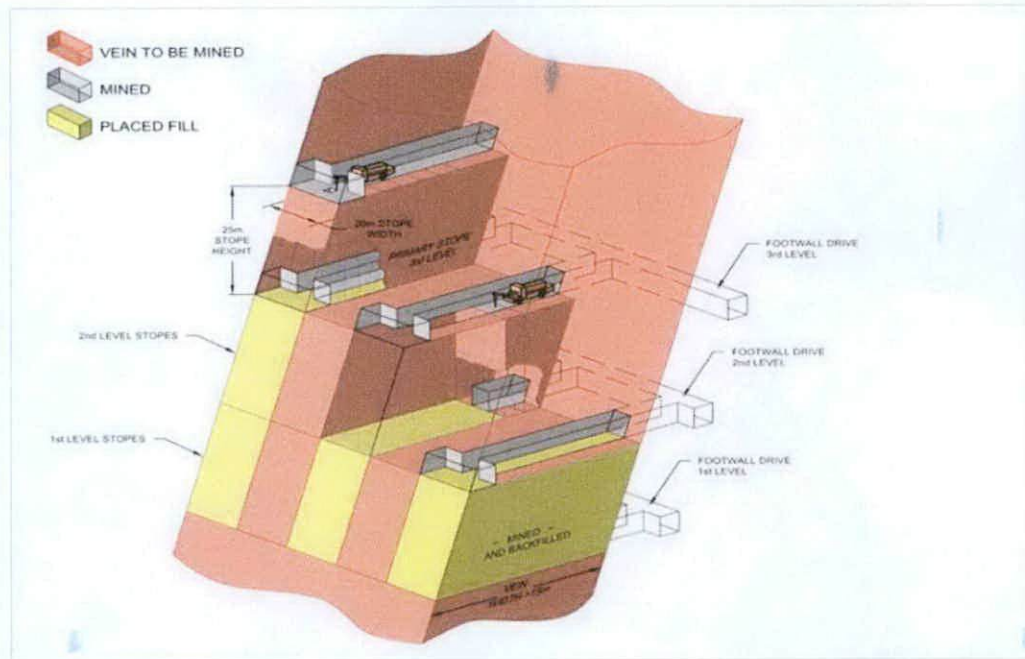 VEIN TO BE MINED
MINED
PLACED FILL
25m
STOPE
HEIGHT
20m STOPE
WIDTH
PRIMARY STOPE
3rd LEVEL
FOOTWALL DRIVE
3rd LEVEL
2nd LEVEL STOPES
FOOTWALL DRIVE
2nd LEVEL
1st LEVEL STOPES
FOOTWALL DRIVE
1st LEVEL
- MINED -
AND BACKFILLED
VEIN
WIDTH